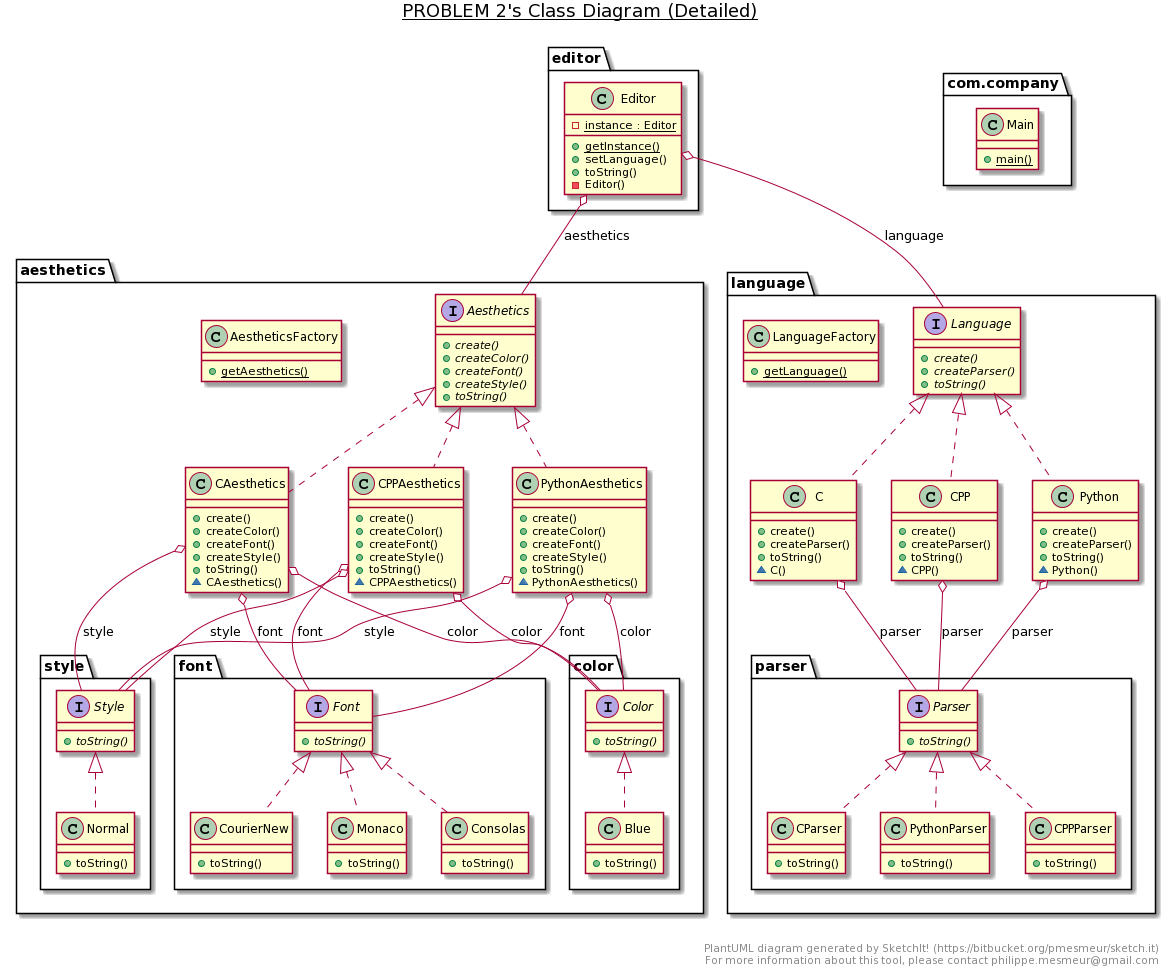 PROBLEM 2's Class Diagram (Detailed)
editor
C Editor
instance : Editor
getInstance()
setLanguage()
toString()
Editor()
com.company
C Main
main()
aesthetics
language
aesthetics
C AestheticsFactory
getAesthetics()
I Aesthetics
create()
createColor()
createFont()
createStyle()
toString()
language
C LanguageFactory
getLanguage()
I Language
create()
createParser()
toString()
C CAesthetics
create()
createColor()
createFont()
createStyle()
toString()
CAesthetics()
C CPPAesthetics
create()
createColor()
createFont()
createStyle()
toString()
CPPAesthetics()
C PythonAesthetics
create()
createColor()
createFont()
createStyle()
toString()
PythonAesthetics()
C C
create()
createParser()
toString()
C()
C CPP
create()
createParser()
toString()
CPP()
C Python
create()
createParser()
toString()
Python()
style
style
font
font
style
color
color
font
color
parser
parser
parser
style
I Style
toString()
C Normal
toString()
font
I Font
toString()
C CourierNew
toString()
C Monaco
toString()
C Consolas
toString()
color
I Color
toString()
C Blue
toString()
parser
I Parser
toString()
C CParser
toString()
C PythonParser
toString()
C CPPParser
toString()
PlantUML diagram generated by SketchIt! (https://bitbucket.org/pmesmeur/sketch.it)
For more information about this tool, please contact philippe.mesmeur@gmail.com